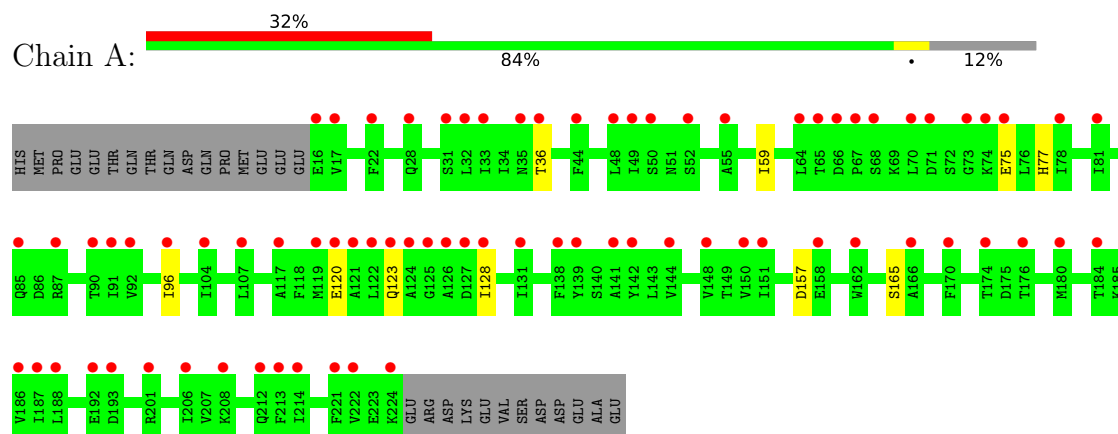 32%
Chain A:
84% • 12%
HIS MET PRO GLU GLU THR THR GLN ASP GLN PRO MET GLU GLU GLU E16 V17 F22 Q28 S31 L32 I33 I34 N35 T36 F44 L48 I49 S50 N51 S52 A55 I59 L64 T65 D66 P67 S68 K69 L70 D71 S72 G73 K74 E75 L76 H77 I78 I81
Q85 D86 R87 T90 I91 V92 I96 I104 L107 A117 F118 M119 E120 A121 L122 Q123 A124 G125 A126 D127 I128 I131 F138 Y139 S140 A141 Y142 L143 V144 V148 T149 V150 I151 D157 E158 W162 S165 A166 F170 T174 D175 T176 M180 T184 K185
V186 I187 L188 E192 D193 R201 I206 V207 K208 Q212 F213 I214 F221 V222 E223 K224 GLU ARG ASP LYS GLU VAL SER ASP ASP GLU ALA GLU